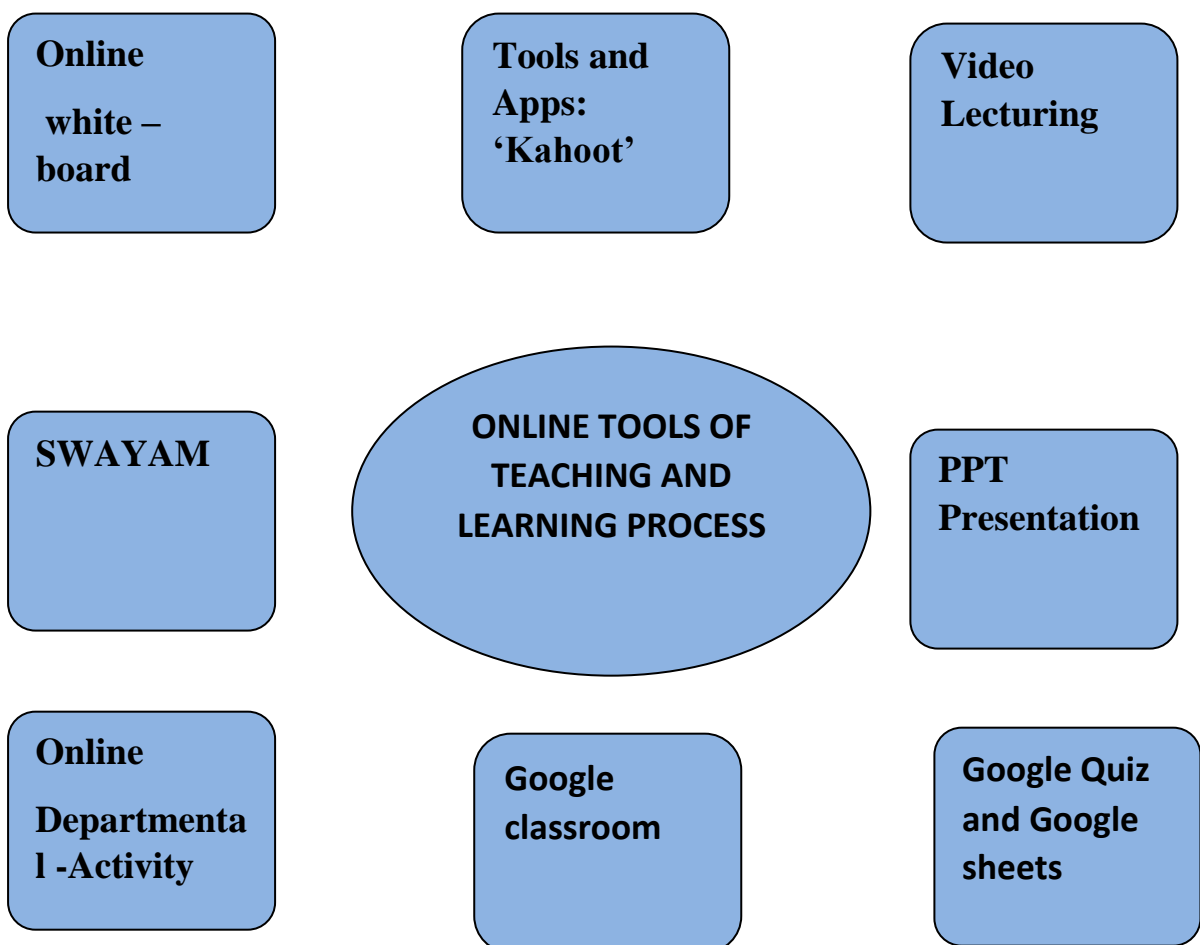 Online
white –
board
Tools and
Apps:
‘Kahoot’
Video
Lecturing
SWAYAM
ONLINE TOOLS OF
TEACHING AND
LEARNING PROCESS
PPT
Presentation
Online
Departmenta
l -Activity
Google
classroom
Google Quiz
and Google
sheets